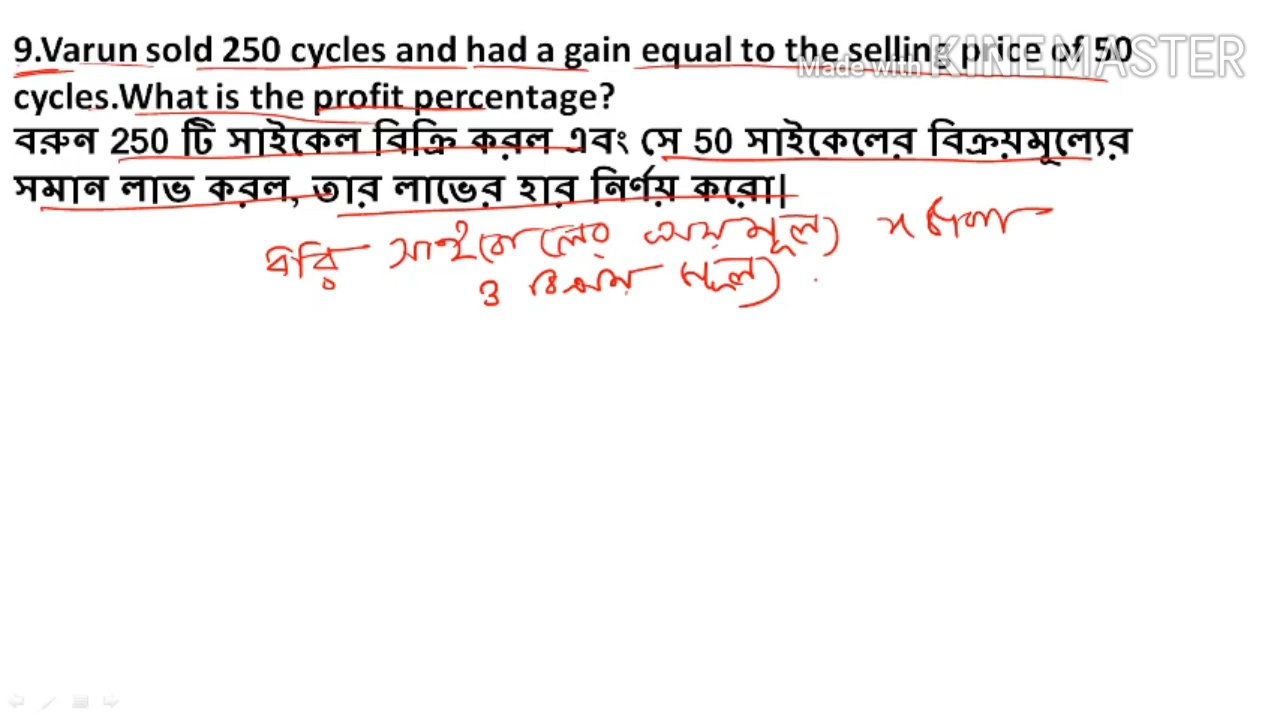 9.Varun sold 250 cycles and had a gain equal to the selling price of 50
Made with KINEMASTER
cycles.What is the profit percentage?
বরুন 250 টি সাইকেল বিক্রি করল এবং সে 50 সাইকেলের বিক্রয়মূল্যের
সমান লাভ করল, তার লাভের হার নির্ণয় করো|
ধরি সাইকেলের ক্রয়মূল্য
ও বিক্রয় মূল্য